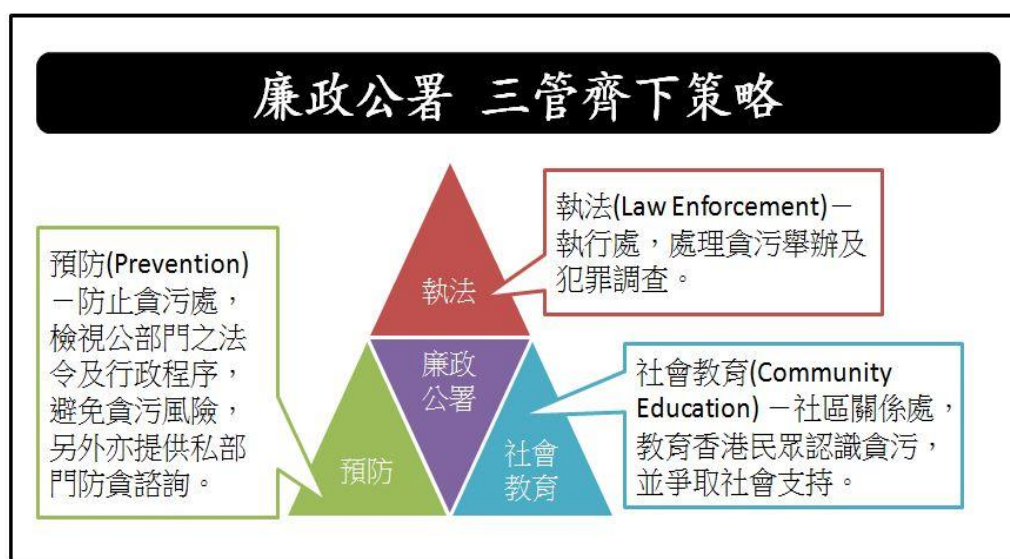 廉政公署 三管齊下策略
執法(Law Enforcement)－
執行處，處理貪污舉辦及
犯罪調查。
預防(Prevention)
－防止貪污處，
檢視公部門之法
令及行政程序，
避免貪污風險，
另外亦提供私部
門防貪諮詢。
執法
廉政
公署
預防
社會
教育
社會教育(Community
Education) －社區關係處，
教育香港民眾認識貪污，
並爭取社會支持。